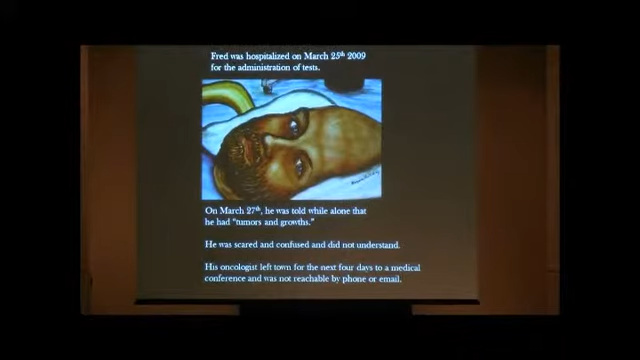 Fred was hospitalized on March 25th 2009
for the administration of tests.
On March 27th, he was told while alone that
he had "tumors and growths."
He was scared and confused and did not understand.
His oncologist left town for the next four days to a medical
conference and was not reachable by phone or email.